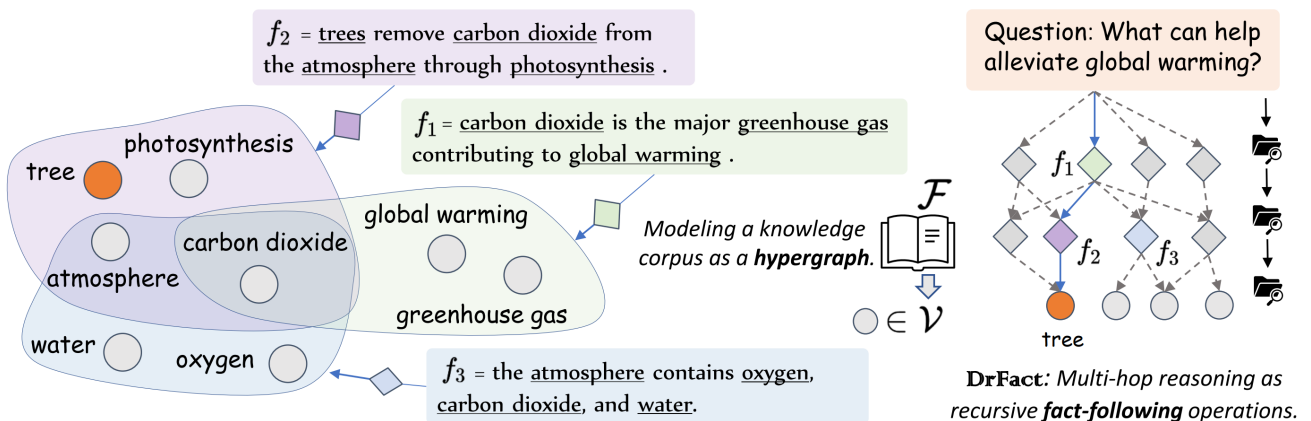 f₂ = trees remove carbon dioxide from
the atmosphere through photosynthesis .
f₁ = carbon dioxide is the major greenhouse gas
contributing to global warming .
photosynthesis
tree
global warming
carbon dioxide
atmosphere
greenhouse gas
water
oxygen
f₃ = the atmosphere contains oxygen,
carbon dioxide, and water.
Modeling a knowledge
corpus as a hypergraph.
ℱ
∈ 𝒱
Question: What can help
alleviate global warming?
f₁
f₂
f₃
tree
DrFact: Multi-hop reasoning as
recursive fact-following operations.